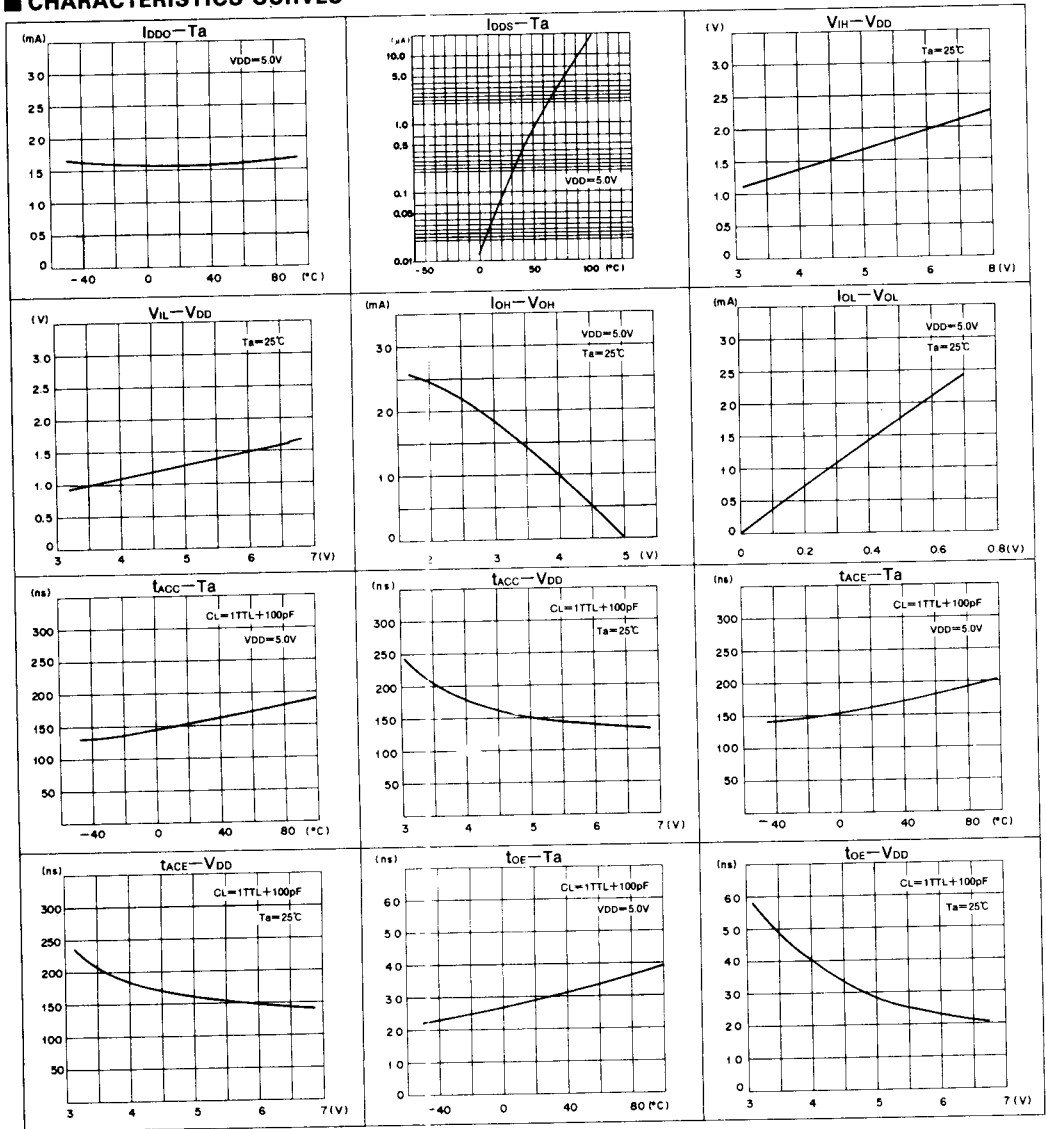 ■ CHARACTERISTICS CURVES
IDDO—Ta
(mA)
VDD=5.0V
3.0
2.5
2.0
1.5
1.0
0.5
0
-40 0 40 80 (°C)
IDDS—Ta
(μA)
10.0
5.0
1.0
0.5
VDD=5.0V
0.1
0.05
0.01
-50 0 50 100 (°C)
VIH—VDD
(V)
Ta=25℃
3.0
2.5
2.0
1.5
1.0
0.5
0
3 4 5 6 8(V)
VIL—VDD
(V)
Ta=25℃
3.0
2.5
2.0
1.5
1.0
0.5
0
3 4 5 6 7(V)
IOH—VOH
(mA)
VDD=5.0V
3.0
Ta=25℃
2.0
1.0
0
2 3 4 5 (V)
IOL—VOL
(mA)
VDD=5.0V
3.0
Ta=25℃
2.5
2.0
1.5
1.0
0.5
0
0 0.2 0.4 0.6 0.8(V)
tACC—Ta
(ns)
CL=1TTL+100pF
300
VDD=5.0V
250
200
150
100
50
-40 0 40 80 (°C)
tACC—VDD
(ns)
CL=1TTL+100pF
300
Ta=25℃
250
200
150
100
50
3 4 5 6 7(V)
tACE—Ta
(ns)
CL=1TTL+100pF
300
VDD=5.0V
250
200
150
100
50
-40 0 40 80 (°C)
tACE—VDD
(ns)
CL=1TTL+100pF
300
Ta=25℃
250
200
150
100
50
3 4 5 6 7(V)
tOE—Ta
(ns)
CL=1TTL+100pF
60
VDD=5.0V
50
40
30
20
10
0
-40 0 40 80(°C)
tOE—VDD
(ns)
CL=1TTL+100pF
60
Ta=25℃
50
40
30
20
10
0
3 4 5 6 7(V)